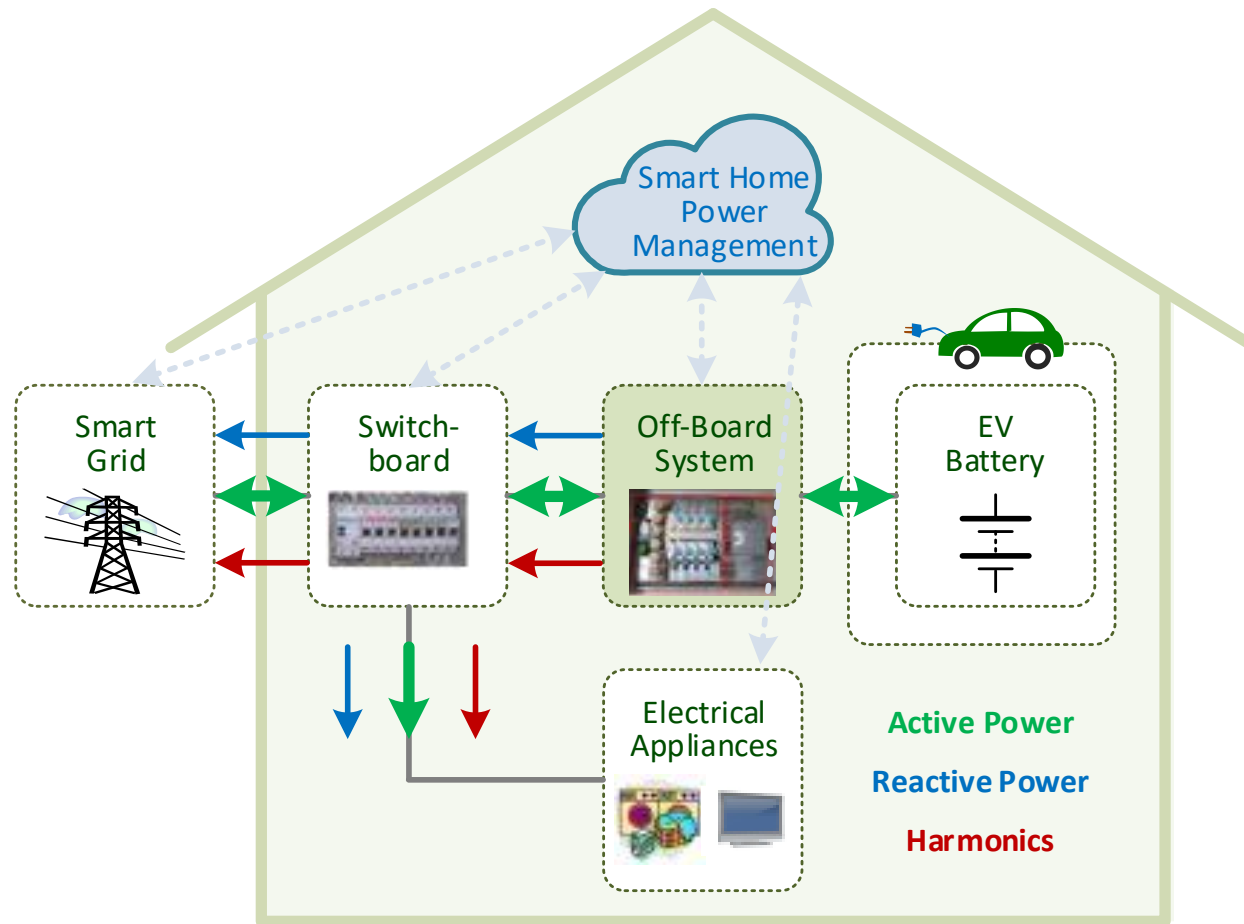 Smart Home
Power
Management
Smart
Grid
Switch-
board
Off-Board
System
EV
Battery
Electrical
Appliances
Active Power
Reactive Power
Harmonics